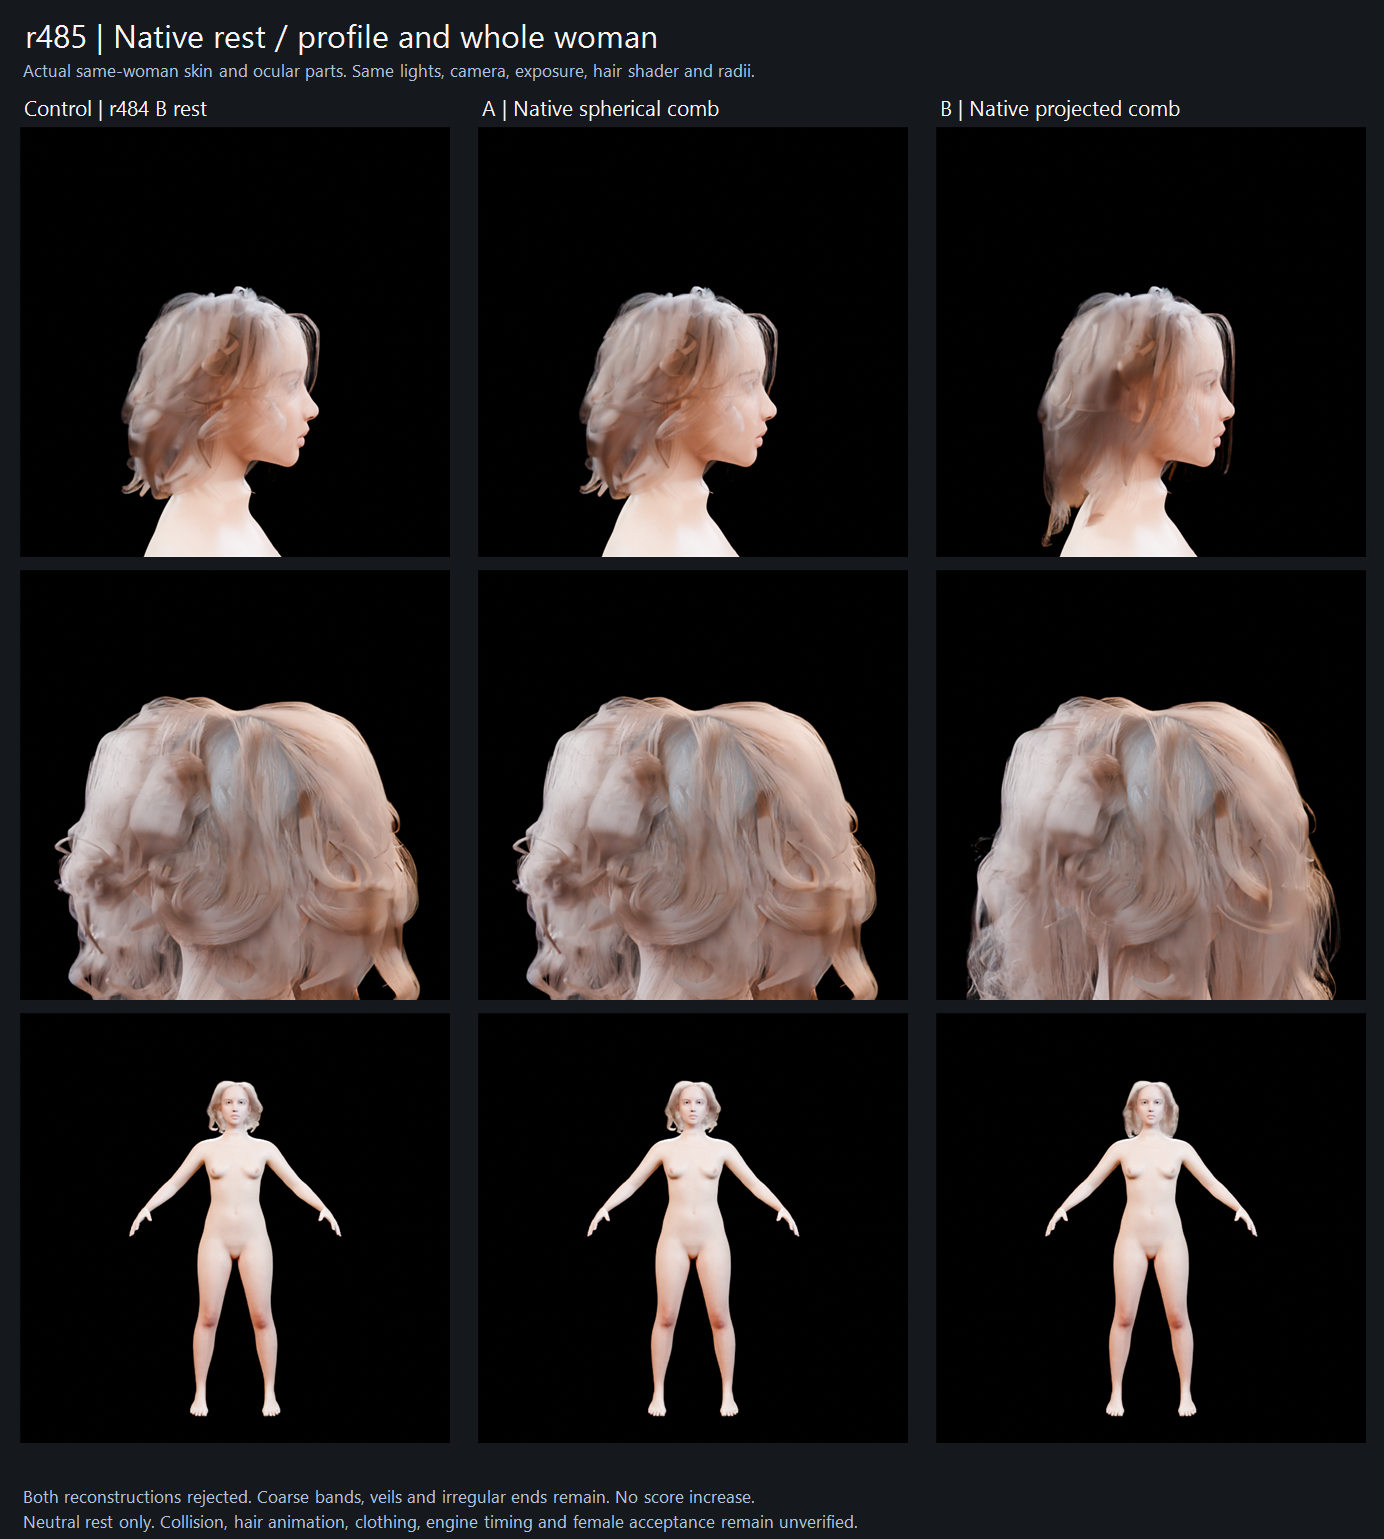 r485 | Native rest / profile and whole woman
Actual same-woman skin and ocular parts. Same lights, camera, exposure, hair shader and radii.
Control | r484 B rest
A | Native spherical comb
B | Native projected comb
Both reconstructions rejected. Coarse bands, veils and irregular ends remain. No score increase.
Neutral rest only. Collision, hair animation, clothing, engine timing and female acceptance remain unverified.